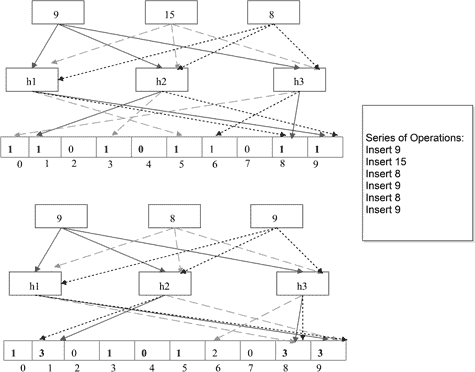 9 15 8
h1 h2 h3
1 1 0 1 0 1 1 0 1 1
0 1 2 3 4 5 6 7 8 9
Series of Operations:
Insert 9
Insert 15
Insert 8
Insert 9
Insert 8
Insert 9
9 8 9
h1 h2 h3
1 3 0 1 0 1 2 0 3 3
0 1 2 3 4 5 6 7 8 9